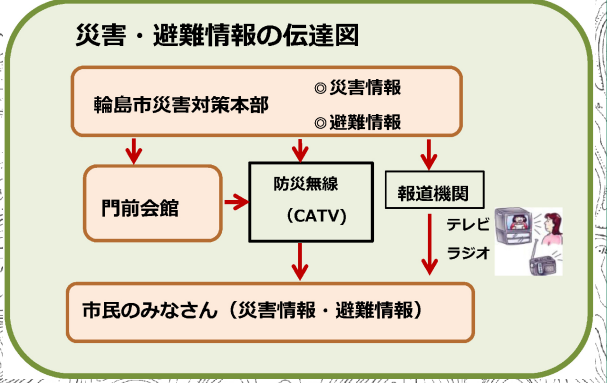 災害・避難情報の伝達図
輪島市災害対策本部
◎災害情報
◎避難情報
門前会館
防災無線
（CATV)
報道機関
テレビ
ラジオ
市民のみなさん（災害情報・避難情報）